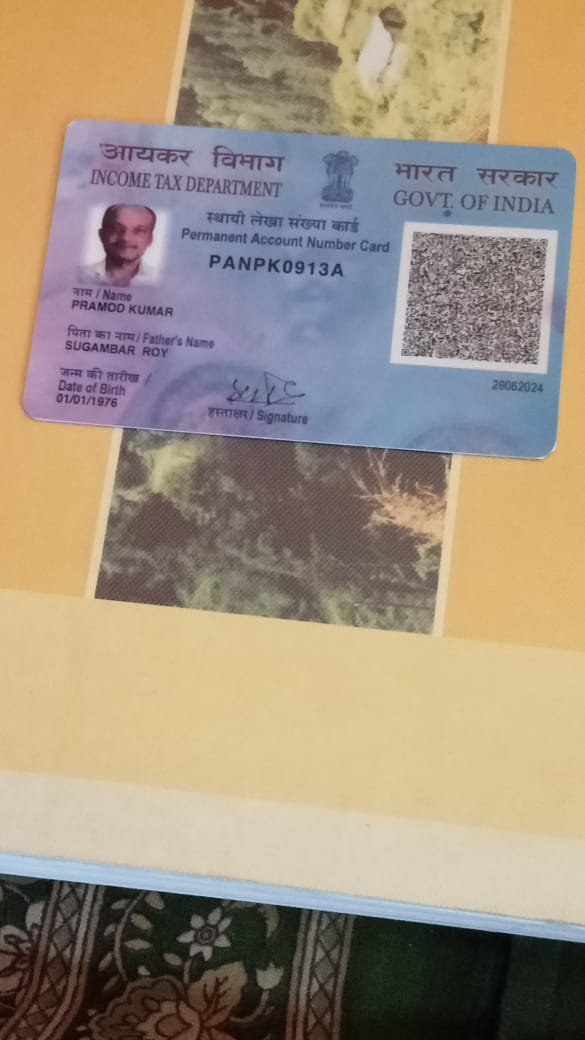 आयकर विभाग
INCOME TAX DEPARTMENT
भारत सरकार
GOVT. OF INDIA
स्थायी लेखा संख्या कार्ड
Permanent Account Number Card
PANPK0913A
नाम / Name
PRAMOD KUMAR
पिता का नाम / Father's Name
SUGAMBAR ROY
जन्म की तारीख /
Date of Birth
01/01/1976
हस्ताक्षर / Signature
29062024